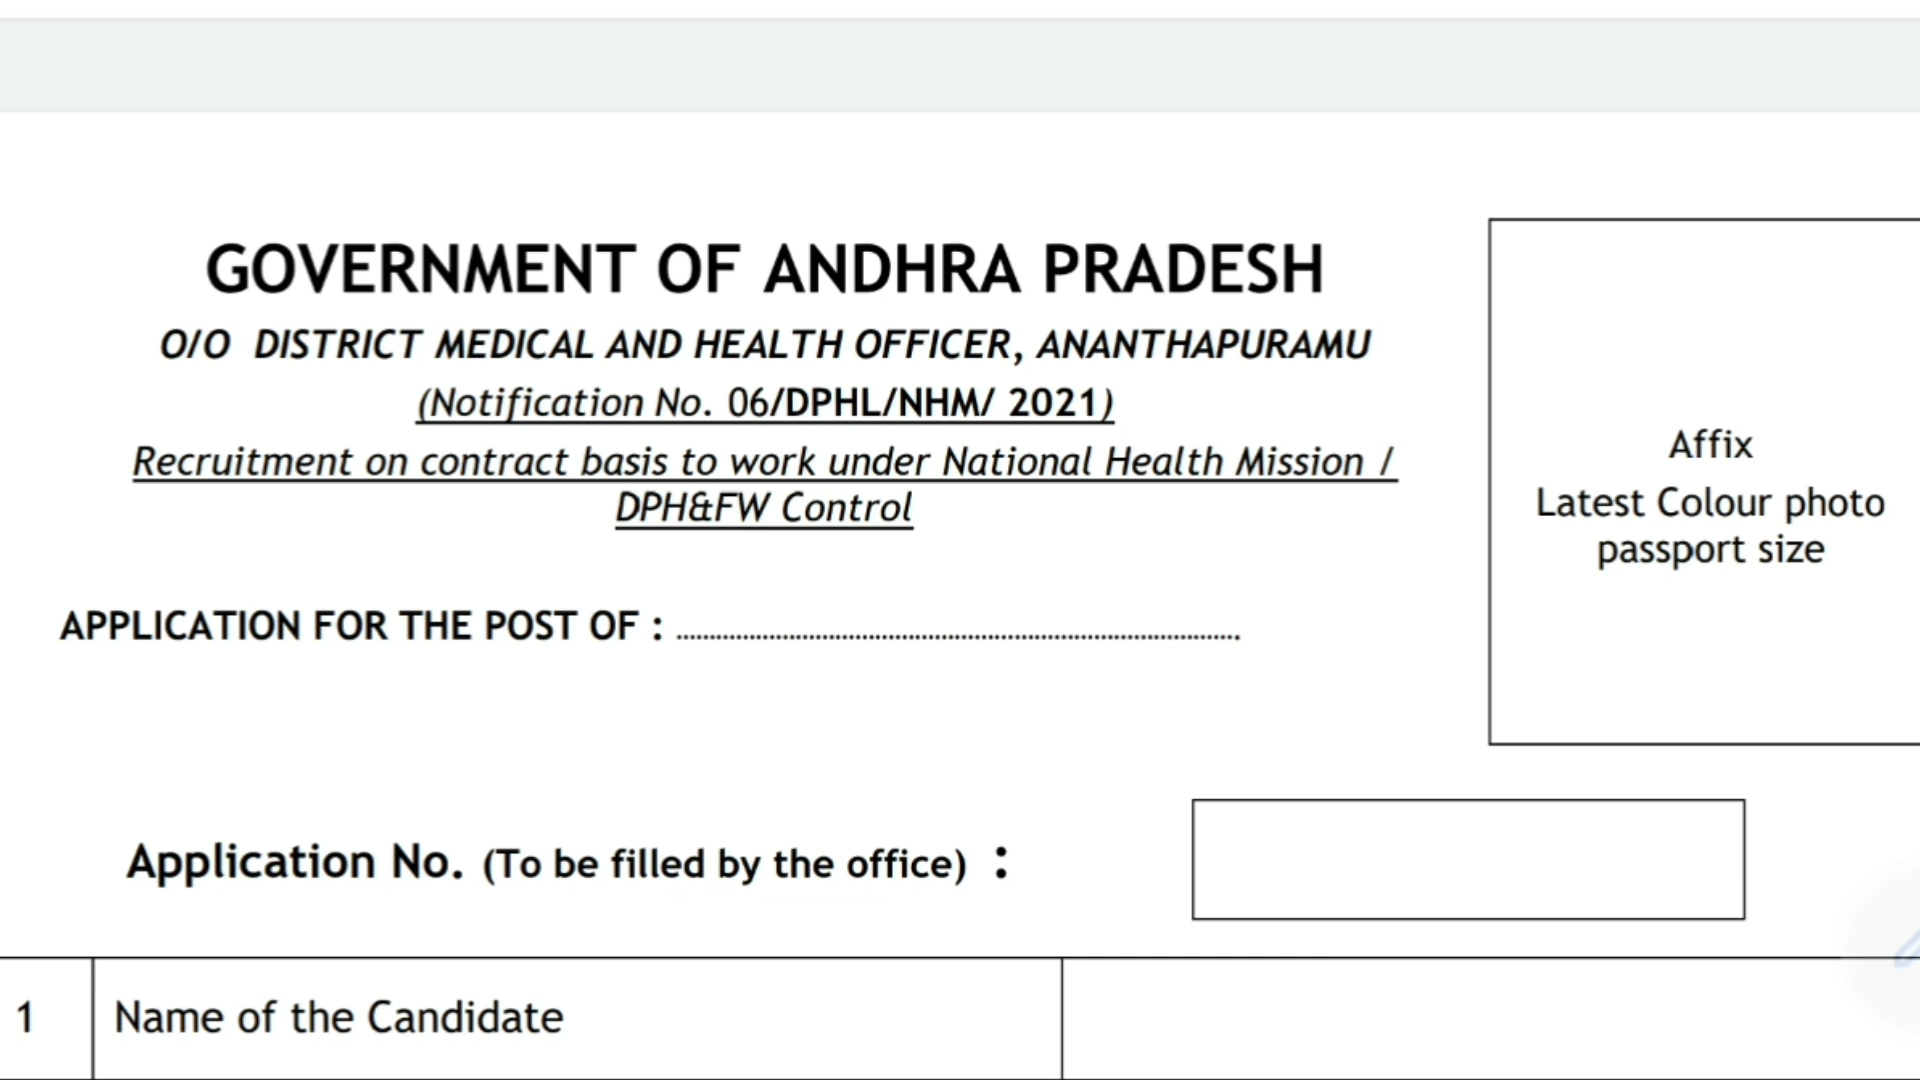 GOVERNMENT OF ANDHRA PRADESH
O/O DISTRICT MEDICAL AND HEALTH OFFICER, ANANTHAPURAMU
(Notification No. 06/DPHL/NHM/ 2021)
Recruitment on contract basis to work under National Health Mission /
DPH&FW Control
Affix
Latest Colour photo
passport size
APPLICATION FOR THE POST OF : ................................................................................
Application No. (To be filled by the office) :
1 Name of the Candidate